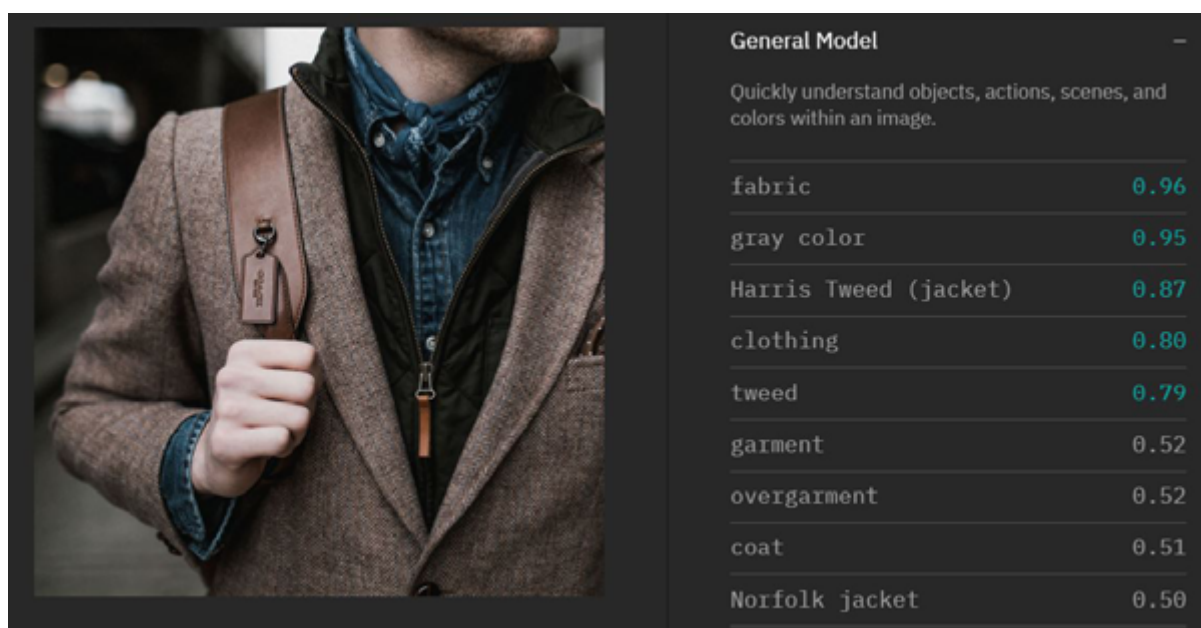 General Model
–
Quickly understand objects, actions, scenes, and
colors within an image.
fabric 0.96
gray color 0.95
Harris Tweed (jacket) 0.87
clothing 0.80
tweed 0.79
garment 0.52
overgarment 0.52
coat 0.51
Norfolk jacket 0.50